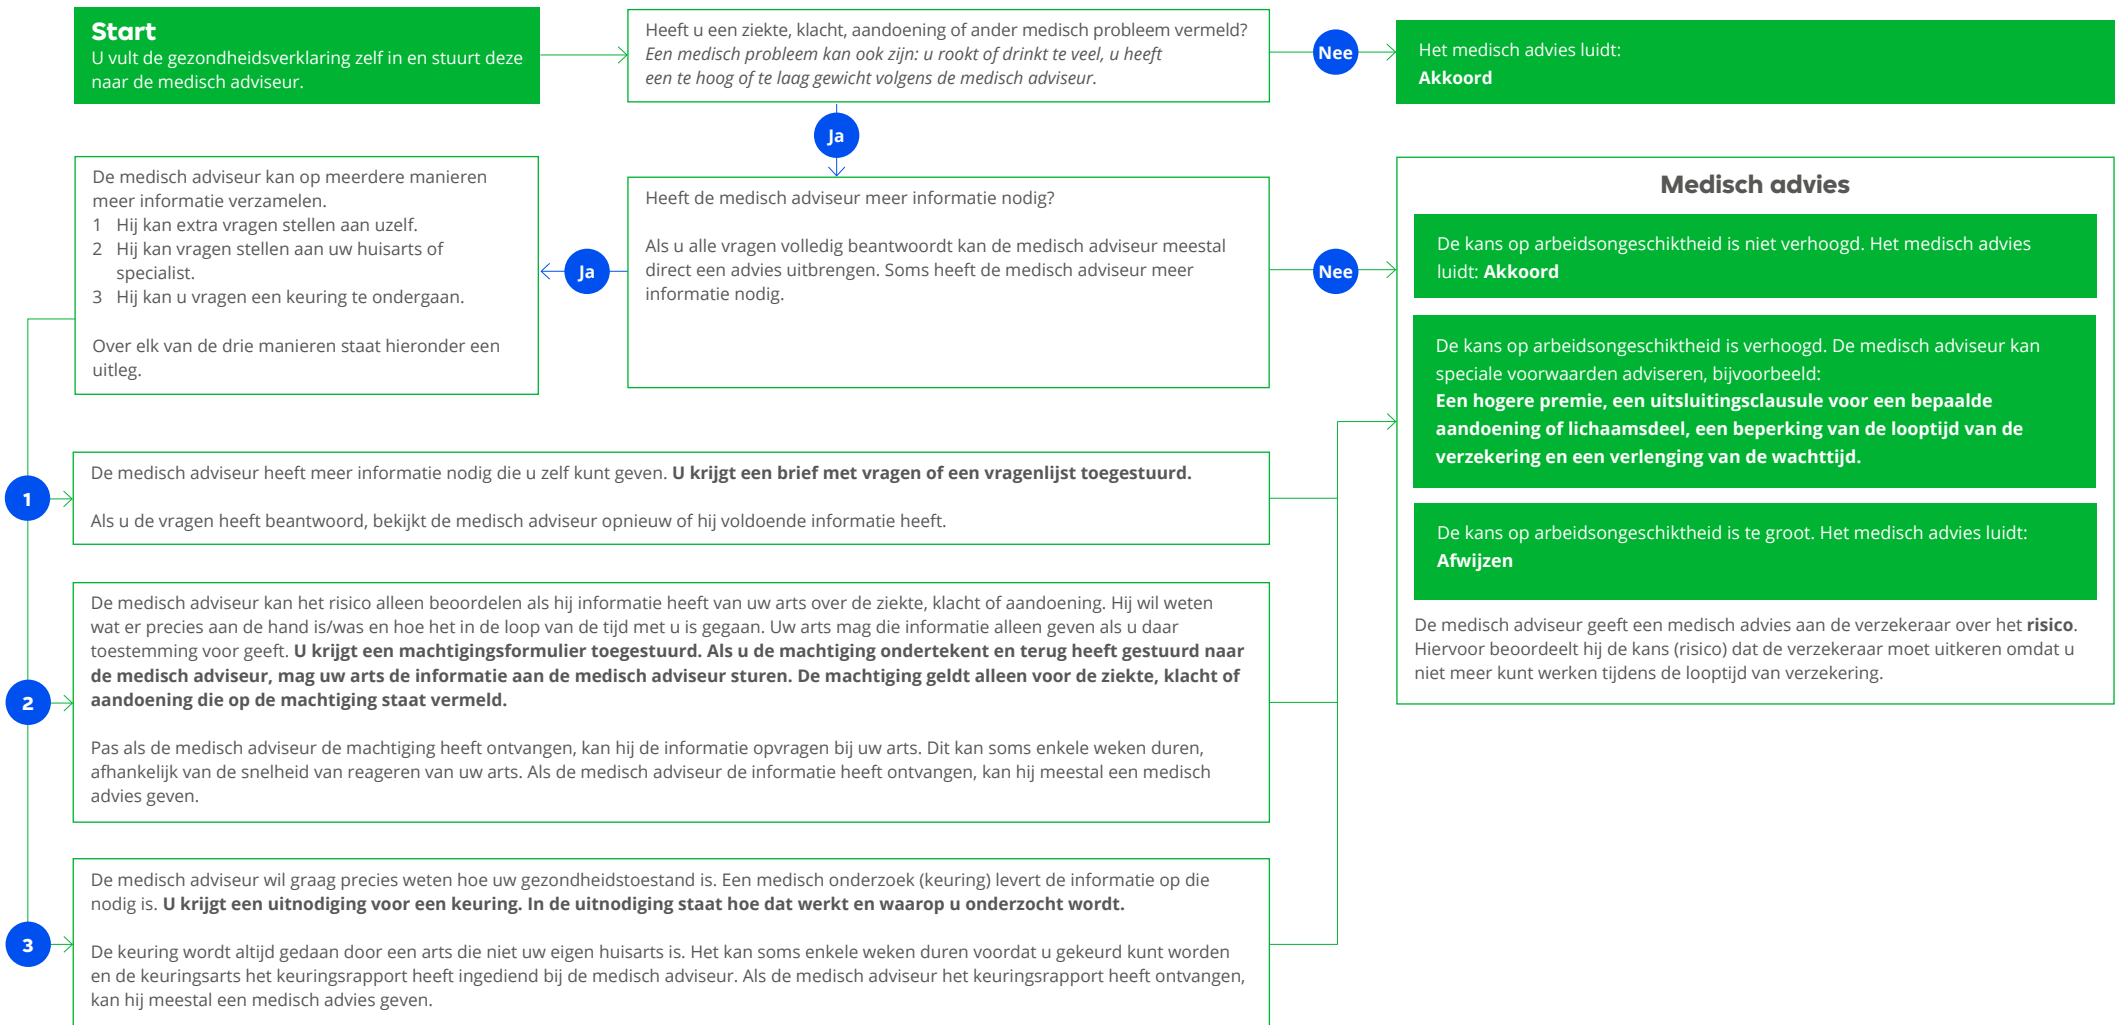 Start
U vult de gezondheidsverklaring zelf in en stuurt deze
naar de medisch adviseur.
Heeft u een ziekte, klacht, aandoening of ander medisch probleem vermeld?
Een medisch probleem kan ook zijn: u rookt of drinkt te veel, u heeft
een te hoog of te laag gewicht volgens de medisch adviseur.
Nee
Het medisch advies luidt:
Akkoord
Ja
Heeft de medisch adviseur meer informatie nodig?
Als u alle vragen volledig beantwoordt kan de medisch adviseur meestal
direct een advies uitbrengen. Soms heeft de medisch adviseur meer
informatie nodig.
Ja
Nee
De medisch adviseur kan op meerdere manieren
meer informatie verzamelen.
1 Hij kan extra vragen stellen aan uzelf.
2 Hij kan vragen stellen aan uw huisarts of
specialist.
3 Hij kan u vragen een keuring te ondergaan.
Over elk van de drie manieren staat hieronder een
uitleg.
1
De medisch adviseur heeft meer informatie nodig die u zelf kunt geven. U krijgt een brief met vragen of een vragenlijst toegestuurd.
Als u de vragen heeft beantwoord, bekijkt de medisch adviseur opnieuw of hij voldoende informatie heeft.
2
De medisch adviseur kan het risico alleen beoordelen als hij informatie heeft van uw arts over de ziekte, klacht of aandoening. Hij wil weten
wat er precies aan de hand is/was en hoe het in de loop van de tijd met u is gegaan. Uw arts mag die informatie alleen geven als u daar
toestemming voor geeft. U krijgt een machtigingsformulier toegestuurd. Als u de machtiging ondertekent en terug heeft gestuurd naar
de medisch adviseur, mag uw arts de informatie aan de medisch adviseur sturen. De machtiging geldt alleen voor de ziekte, klacht of
aandoening die op de machtiging staat vermeld.
Pas als de medisch adviseur de machtiging heeft ontvangen, kan hij de informatie opvragen bij uw arts. Dit kan soms enkele weken duren,
afhankelijk van de snelheid van reageren van uw arts. Als de medisch adviseur de informatie heeft ontvangen, kan hij meestal een medisch
advies geven.
3
De medisch adviseur wil graag precies weten hoe uw gezondheidstoestand is. Een medisch onderzoek (keuring) levert de informatie op die
nodig is. U krijgt een uitnodiging voor een keuring. In de uitnodiging staat hoe dat werkt en waarop u onderzocht wordt.
De keuring wordt altijd gedaan door een arts die niet uw eigen huisarts is. Het kan soms enkele weken duren voordat u gekeurd kunt worden
en de keuringsarts het keuringsrapport heeft ingediend bij de medisch adviseur. Als de medisch adviseur het keuringsrapport heeft ontvangen,
kan hij meestal een medisch advies geven.
Medisch advies
De kans op arbeidsongeschiktheid is niet verhoogd. Het medisch advies
luidt: Akkoord
De kans op arbeidsongeschiktheid is verhoogd. De medisch adviseur kan
speciale voorwaarden adviseren, bijvoorbeeld:
Een hogere premie, een uitsluitingsclausule voor een bepaalde
aandoening of lichaamsdeel, een beperking van de looptijd van de
verzekering en een verlenging van de wachttijd.
De kans op arbeidsongeschiktheid is te groot. Het medisch advies luidt:
Afwijzen
De medisch adviseur geeft een medisch advies aan de verzekeraar over het risico.
Hiervoor beoordeelt hij de kans (risico) dat de verzekeraar moet uitkeren omdat u
niet meer kunt werken tijdens de looptijd van verzekering.